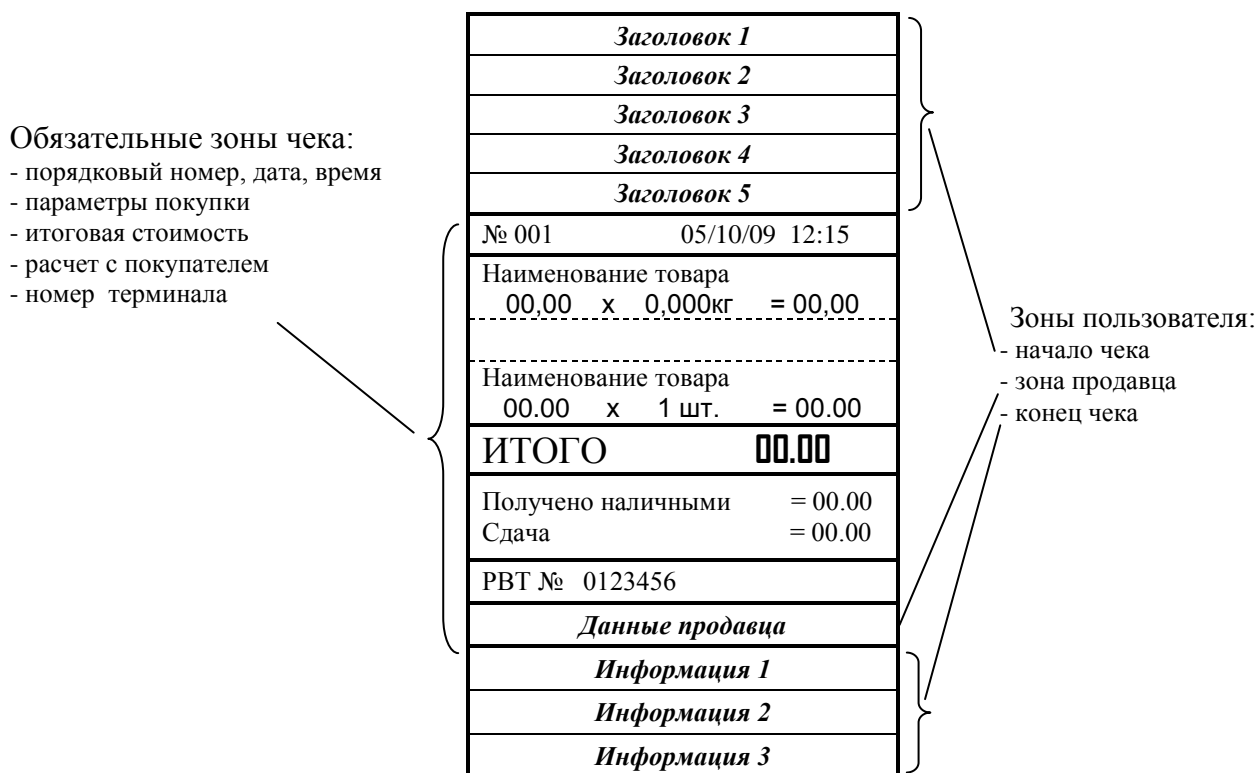 Заголовок 1
Заголовок 2
Заголовок 3
Заголовок 4
Заголовок 5
Обязательные зоны чека:
- порядковый номер, дата, время
- параметры покупки
- итоговая стоимость
- расчет с покупателем
- номер терминала
№ 001 05/10/09 12:15
Наименование товара
00,00 х 0,000кг = 00,00
Наименование товара
00.00 х 1 шт. = 00.00
ИТОГО 00.00
Получено наличными = 00.00
Сдача = 00.00
РВТ № 0123456
Данные продавца
Информация 1
Информация 2
Информация 3
Зоны пользователя:
- начало чека
- зона продавца
- конец чека